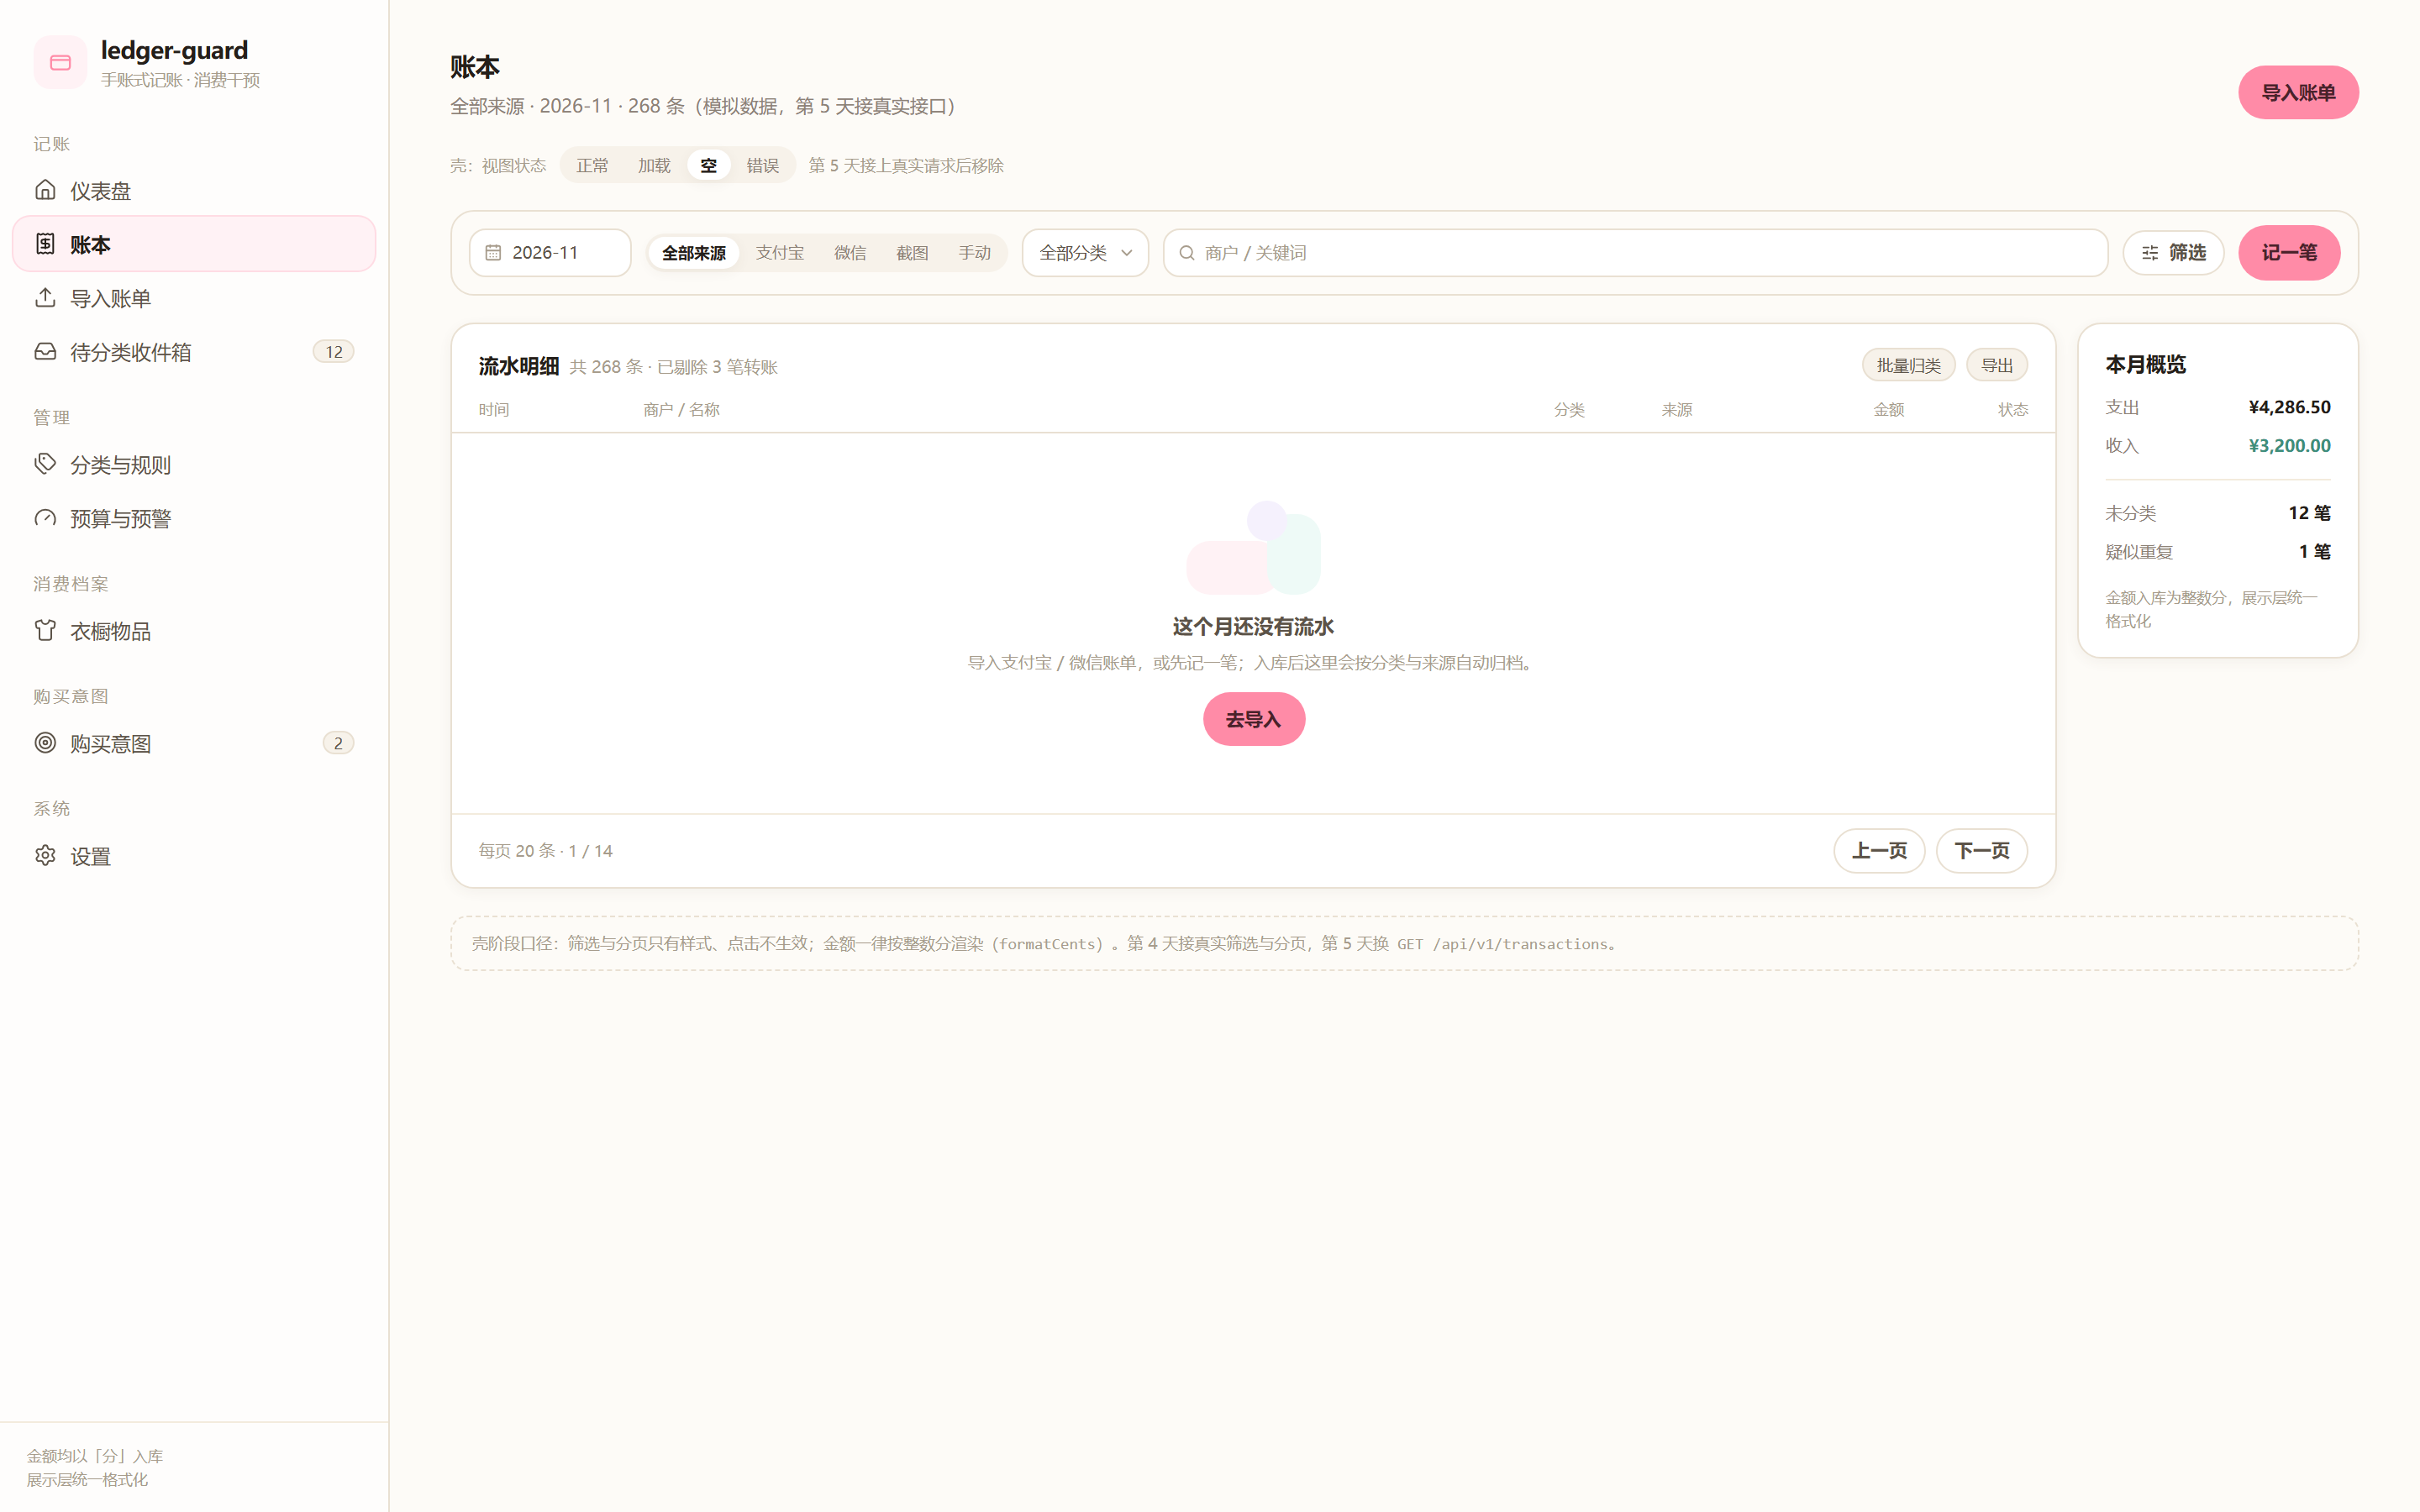 ledger-guard
手账式记账 · 消费干预
记账
仪表盘
账本
导入账单
待分类收件箱 12
管理
分类与规则
预算与预警
消费档案
衣橱物品
购买意图
购买意图 2
系统
设置
金额均以「分」入库
展示层统一格式化
账本
全部来源 · 2026-11 · 268 条（模拟数据，第 5 天接真实接口）
导入账单
壳：视图状态 正常 加载 空 错误 第 5 天接上真实请求后移除
2026-11 全部来源 支付宝 微信 截图 手动 全部分类 商户 / 关键词 筛选 记一笔
流水明细 共 268 条 · 已剔除 3 笔转账 批量归类 导出
时间 商户 / 名称 分类 来源 金额 状态
这个月还没有流水
导入支付宝 / 微信账单，或先记一笔；入库后这里会按分类与来源自动归档。
去导入
每页 20 条 · 1 / 14 上一页 下一页
本月概览
支出 ¥4,286.50
收入 ¥3,200.00
未分类 12 笔
疑似重复 1 笔
金额入库为整数分，展示层统一
格式化
壳阶段口径：筛选与分页只有样式、点击不生效；金额一律按整数分渲染（formatCents）。第 4 天接真实筛选与分页，第 5 天换 GET /api/v1/transactions。